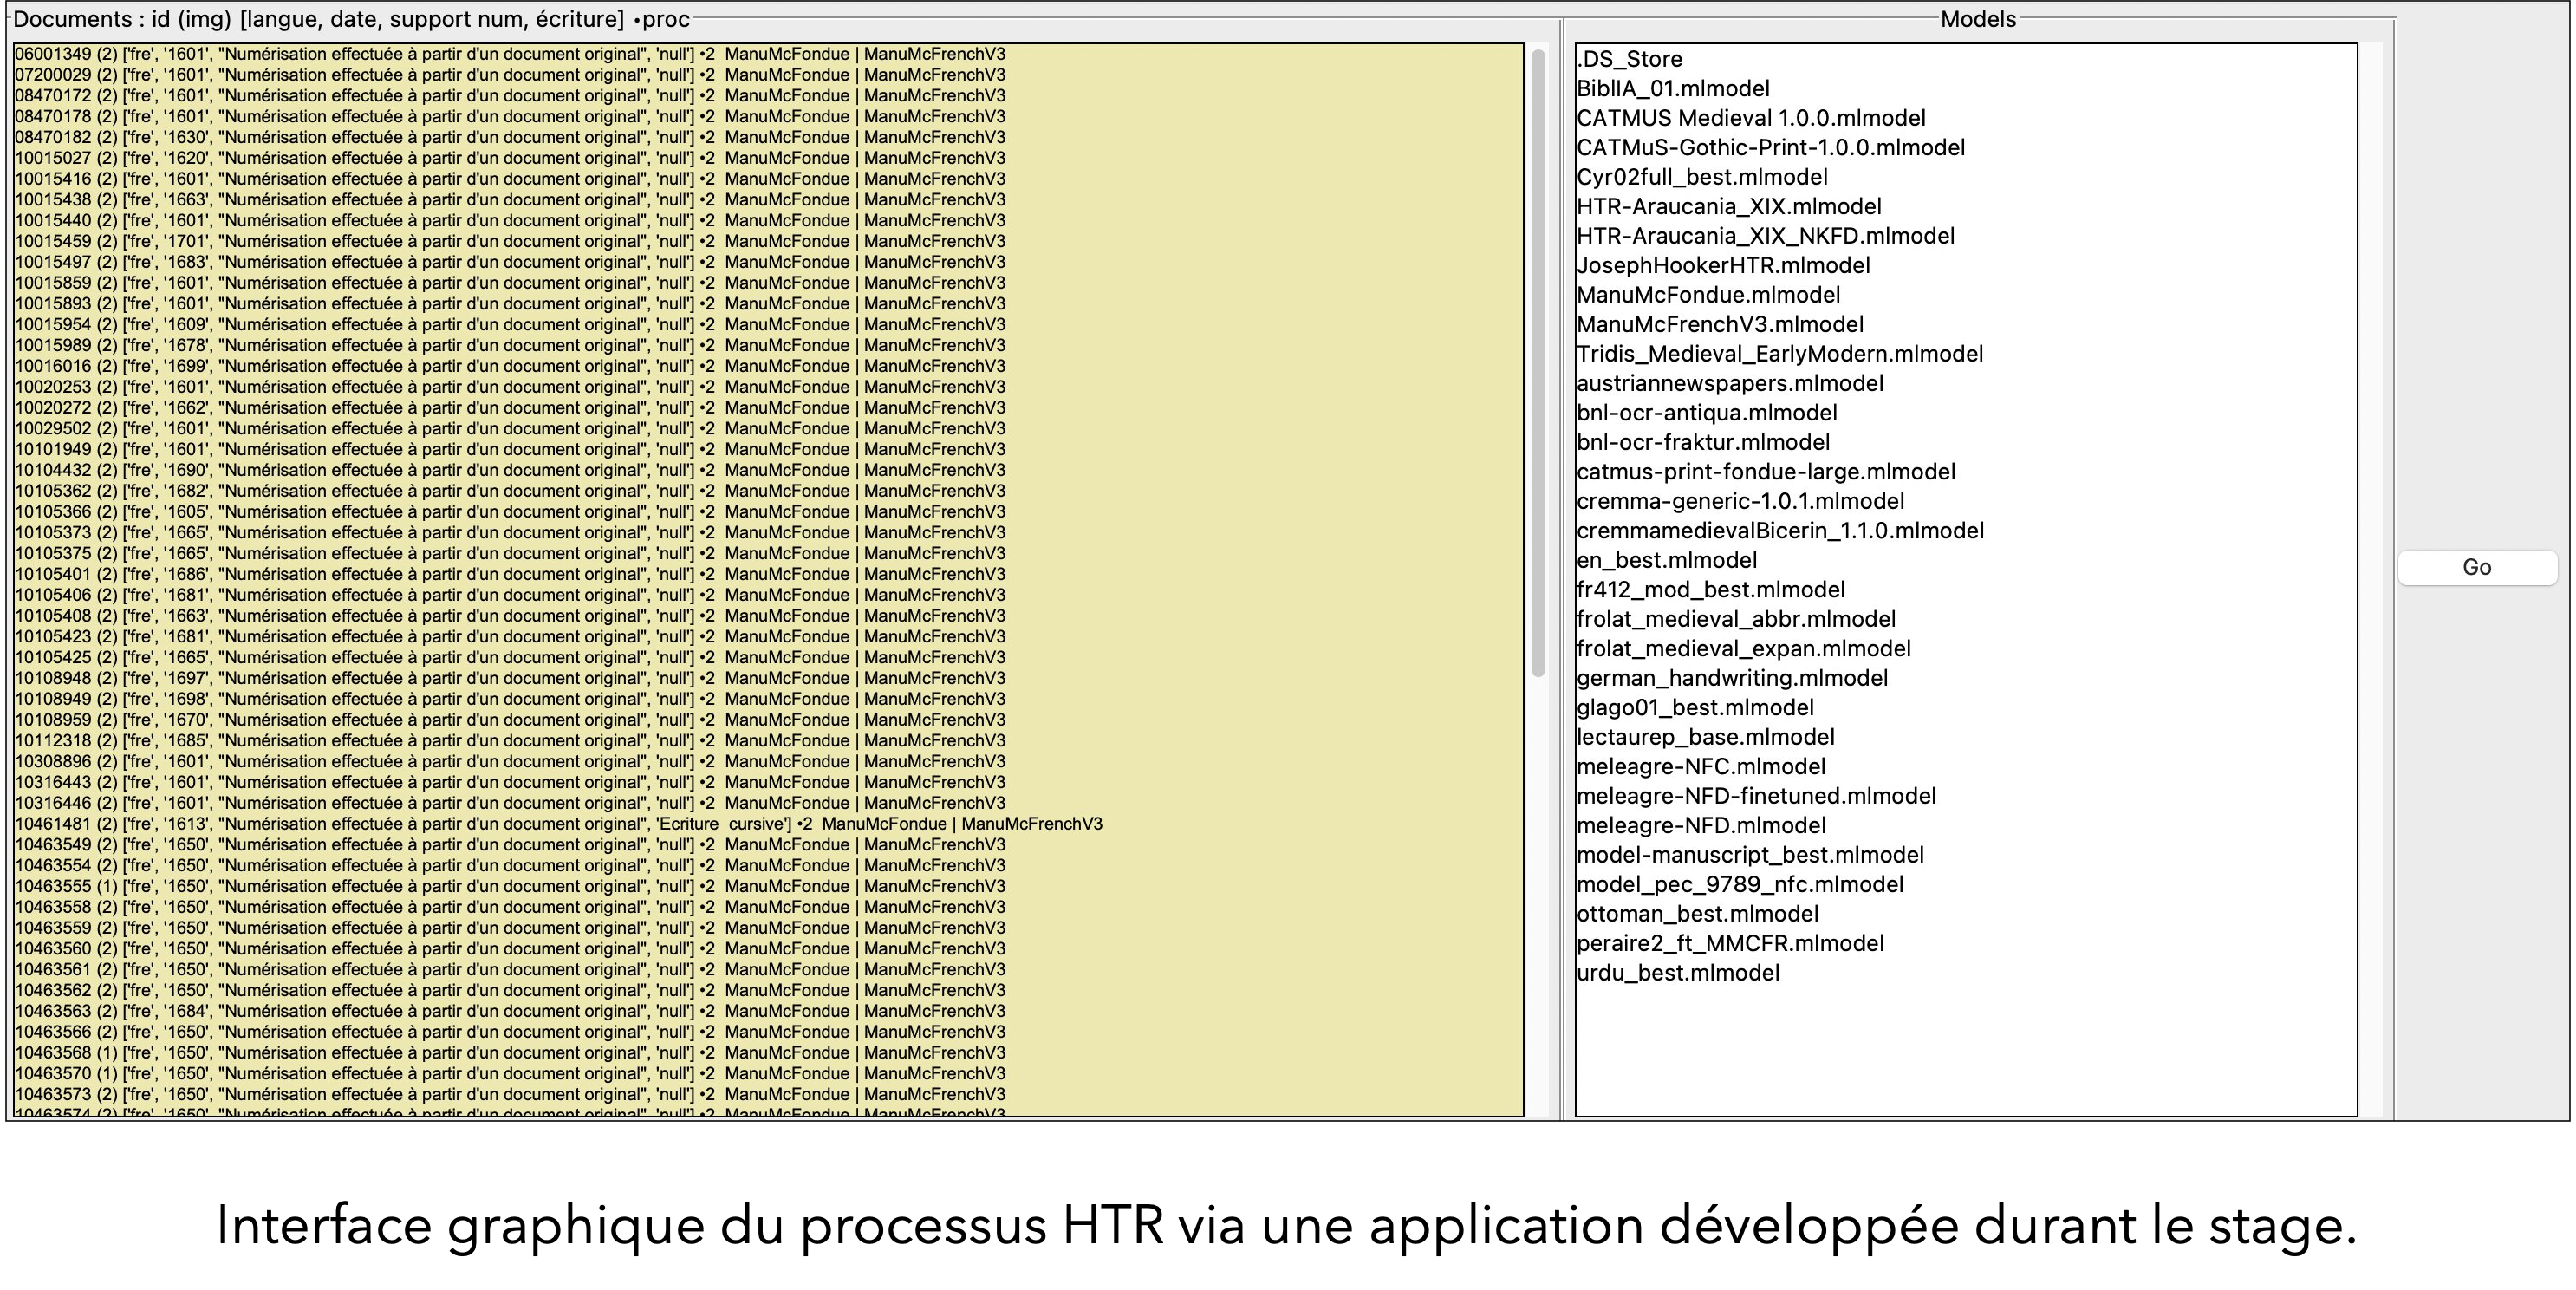 Documents : id (img) [langue, date, support num, écriture] •proc
06001349 (2) ['fre', '1601', "Numérisation effectuée à partir d'un document original", 'null'] •2 ManuMcFondue | ManuMcFrenchV3
07200029 (2) ['fre', '1601', "Numérisation effectuée à partir d'un document original", 'null'] •2 ManuMcFondue | ManuMcFrenchV3
08470172 (2) ['fre', '1601', "Numérisation effectuée à partir d'un document original", 'null'] •2 ManuMcFondue | ManuMcFrenchV3
08470178 (2) ['fre', '1601', "Numérisation effectuée à partir d'un document original", 'null'] •2 ManuMcFondue | ManuMcFrenchV3
08470182 (2) ['fre', '1630', "Numérisation effectuée à partir d'un document original", 'null'] •2 ManuMcFondue | ManuMcFrenchV3
10015027 (2) ['fre', '1620', "Numérisation effectuée à partir d'un document original", 'null'] •2 ManuMcFondue | ManuMcFrenchV3
10015416 (2) ['fre', '1601', "Numérisation effectuée à partir d'un document original", 'null'] •2 ManuMcFondue | ManuMcFrenchV3
10015438 (2) ['fre', '1663', "Numérisation effectuée à partir d'un document original", 'null'] •2 ManuMcFondue | ManuMcFrenchV3
10015440 (2) ['fre', '1601', "Numérisation effectuée à partir d'un document original", 'null'] •2 ManuMcFondue | ManuMcFrenchV3
10015459 (2) ['fre', '1701', "Numérisation effectuée à partir d'un document original", 'null'] •2 ManuMcFondue | ManuMcFrenchV3
10015497 (2) ['fre', '1683', "Numérisation effectuée à partir d'un document original", 'null'] •2 ManuMcFondue | ManuMcFrenchV3
10015859 (2) ['fre', '1601', "Numérisation effectuée à partir d'un document original", 'null'] •2 ManuMcFondue | ManuMcFrenchV3
10015893 (2) ['fre', '1601', "Numérisation effectuée à partir d'un document original", 'null'] •2 ManuMcFondue | ManuMcFrenchV3
10015954 (2) ['fre', '1609', "Numérisation effectuée à partir d'un document original", 'null'] •2 ManuMcFondue | ManuMcFrenchV3
10015989 (2) ['fre', '1678', "Numérisation effectuée à partir d'un document original", 'null'] •2 ManuMcFondue | ManuMcFrenchV3
10016016 (2) ['fre', '1699', "Numérisation effectuée à partir d'un document original", 'null'] •2 ManuMcFondue | ManuMcFrenchV3
10020253 (2) ['fre', '1601', "Numérisation effectuée à partir d'un document original", 'null'] •2 ManuMcFondue | ManuMcFrenchV3
10020272 (2) ['fre', '1662', "Numérisation effectuée à partir d'un document original", 'null'] •2 ManuMcFondue | ManuMcFrenchV3
10029502 (2) ['fre', '1601', "Numérisation effectuée à partir d'un document original", 'null'] •2 ManuMcFondue | ManuMcFrenchV3
10101949 (2) ['fre', '1601', "Numérisation effectuée à partir d'un document original", 'null'] •2 ManuMcFondue | ManuMcFrenchV3
10104432 (2) ['fre', '1690', "Numérisation effectuée à partir d'un document original", 'null'] •2 ManuMcFondue | ManuMcFrenchV3
10105362 (2) ['fre', '1682', "Numérisation effectuée à partir d'un document original", 'null'] •2 ManuMcFondue | ManuMcFrenchV3
10105366 (2) ['fre', '1605', "Numérisation effectuée à partir d'un document original", 'null'] •2 ManuMcFondue | ManuMcFrenchV3
10105373 (2) ['fre', '1665', "Numérisation effectuée à partir d'un document original", 'null'] •2 ManuMcFondue | ManuMcFrenchV3
10105375 (2) ['fre', '1665', "Numérisation effectuée à partir d'un document original", 'null'] •2 ManuMcFondue | ManuMcFrenchV3
10105401 (2) ['fre', '1686', "Numérisation effectuée à partir d'un document original", 'null'] •2 ManuMcFondue | ManuMcFrenchV3
10105406 (2) ['fre', '1681', "Numérisation effectuée à partir d'un document original", 'null'] •2 ManuMcFondue | ManuMcFrenchV3
10105408 (2) ['fre', '1663', "Numérisation effectuée à partir d'un document original", 'null'] •2 ManuMcFondue | ManuMcFrenchV3
10105423 (2) ['fre', '1681', "Numérisation effectuée à partir d'un document original", 'null'] •2 ManuMcFondue | ManuMcFrenchV3
10105425 (2) ['fre', '1665', "Numérisation effectuée à partir d'un document original", 'null'] •2 ManuMcFondue | ManuMcFrenchV3
10108948 (2) ['fre', '1697', "Numérisation effectuée à partir d'un document original", 'null'] •2 ManuMcFondue | ManuMcFrenchV3
10108949 (2) ['fre', '1698', "Numérisation effectuée à partir d'un document original", 'null'] •2 ManuMcFondue | ManuMcFrenchV3
10108959 (2) ['fre', '1670', "Numérisation effectuée à partir d'un document original", 'null'] •2 ManuMcFondue | ManuMcFrenchV3
10112318 (2) ['fre', '1685', "Numérisation effectuée à partir d'un document original", 'null'] •2 ManuMcFondue | ManuMcFrenchV3
10308896 (2) ['fre', '1601', "Numérisation effectuée à partir d'un document original", 'null'] •2 ManuMcFondue | ManuMcFrenchV3
10316443 (2) ['fre', '1601', "Numérisation effectuée à partir d'un document original", 'null'] •2 ManuMcFondue | ManuMcFrenchV3
10316446 (2) ['fre', '1601', "Numérisation effectuée à partir d'un document original", 'null'] •2 ManuMcFondue | ManuMcFrenchV3
10461481 (2) ['fre', '1613', "Numérisation effectuée à partir d'un document original", 'Ecriture cursive'] •2 ManuMcFondue | ManuMcFrenchV3
10463549 (2) ['fre', '1650', "Numérisation effectuée à partir d'un document original", 'null'] •2 ManuMcFondue | ManuMcFrenchV3
10463554 (2) ['fre', '1650', "Numérisation effectuée à partir d'un document original", 'null'] •2 ManuMcFondue | ManuMcFrenchV3
10463555 (1) ['fre', '1650', "Numérisation effectuée à partir d'un document original", 'null'] •2 ManuMcFondue | ManuMcFrenchV3
10463558 (2) ['fre', '1650', "Numérisation effectuée à partir d'un document original", 'null'] •2 ManuMcFondue | ManuMcFrenchV3
10463559 (2) ['fre', '1650', "Numérisation effectuée à partir d'un document original", 'null'] •2 ManuMcFondue | ManuMcFrenchV3
10463560 (2) ['fre', '1650', "Numérisation effectuée à partir d'un document original", 'null'] •2 ManuMcFondue | ManuMcFrenchV3
10463561 (2) ['fre', '1650', "Numérisation effectuée à partir d'un document original", 'null'] •2 ManuMcFondue | ManuMcFrenchV3
10463562 (2) ['fre', '1650', "Numérisation effectuée à partir d'un document original", 'null'] •2 ManuMcFondue | ManuMcFrenchV3
10463563 (2) ['fre', '1684', "Numérisation effectuée à partir d'un document original", 'null'] •2 ManuMcFondue | ManuMcFrenchV3
10463566 (2) ['fre', '1650', "Numérisation effectuée à partir d'un document original", 'null'] •2 ManuMcFondue | ManuMcFrenchV3
10463568 (1) ['fre', '1650', "Numérisation effectuée à partir d'un document original", 'null'] •2 ManuMcFondue | ManuMcFrenchV3
10463570 (1) ['fre', '1650', "Numérisation effectuée à partir d'un document original", 'null'] •2 ManuMcFondue | ManuMcFrenchV3
10463573 (2) ['fre', '1650', "Numérisation effectuée à partir d'un document original", 'null'] •2 ManuMcFondue | ManuMcFrenchV3
10463574 (2) ['fre', '1650', "Numérisation effectuée à partir d'un document original", 'null'] •2 ManuMcFondue | ManuMcFrenchV3
Models
.DS_Store
BiblIA_01.mlmodel
CATMUS Medieval 1.0.0.mlmodel
CATMuS-Gothic-Print-1.0.0.mlmodel
Cyr02full_best.mlmodel
HTR-Araucania_XIX.mlmodel
HTR-Araucania_XIX_NKFD.mlmodel
JosephHookerHTR.mlmodel
ManuMcFondue.mlmodel
ManuMcFrenchV3.mlmodel
Tridis_Medieval_EarlyModern.mlmodel
austriannewspapers.mlmodel
bnl-ocr-antiqua.mlmodel
bnl-ocr-fraktur.mlmodel
catmus-print-fondue-large.mlmodel
cremma-generic-1.0.1.mlmodel
cremmamedievalBicerin_1.1.0.mlmodel
en_best.mlmodel
fr412_mod_best.mlmodel
frolat_medieval_abbr.mlmodel
frolat_medieval_expan.mlmodel
german_handwriting.mlmodel
glago01_best.mlmodel
lectaurep_base.mlmodel
meleagre-NFC.mlmodel
meleagre-NFD-finetuned.mlmodel
meleagre-NFD.mlmodel
model-manuscript_best.mlmodel
model_pec_9789_nfc.mlmodel
ottoman_best.mlmodel
peraire2_ft_MMCFR.mlmodel
urdu_best.mlmodel
Go
Interface graphique du processus HTR via une application développée durant le stage.